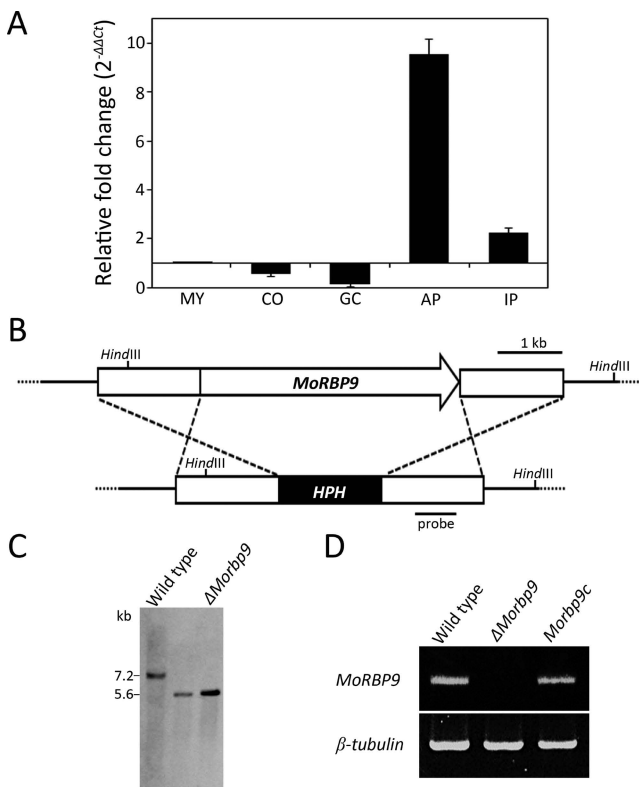 A
Relative fold change (2^-ΔΔCt)
10
8
6
4
2
0
MY CO GC AP IP
B
HindIII
MoRBP9
1 kb
HindIII
HindIII
HPH
HindIII
probe
C
Wild type
ΔMorbp9
kb
7.2
5.6
D
Wild type
ΔMorbp9
Morbp9c
MoRBP9
β-tubulin